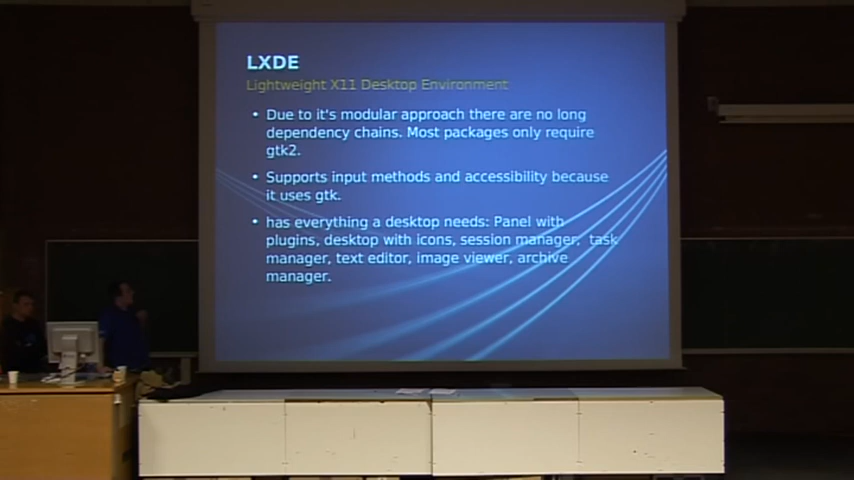 LXDE
Lightweight X11 Desktop Environment
• Due to it's modular approach there are no long
dependency chains. Most packages only require
gtk2.
• Supports input methods and accessibility because
it uses gtk.
• has everything a desktop needs: Panel with
plugins, desktop with icons, session manager, task
manager, text editor, image viewer, archive
manager.